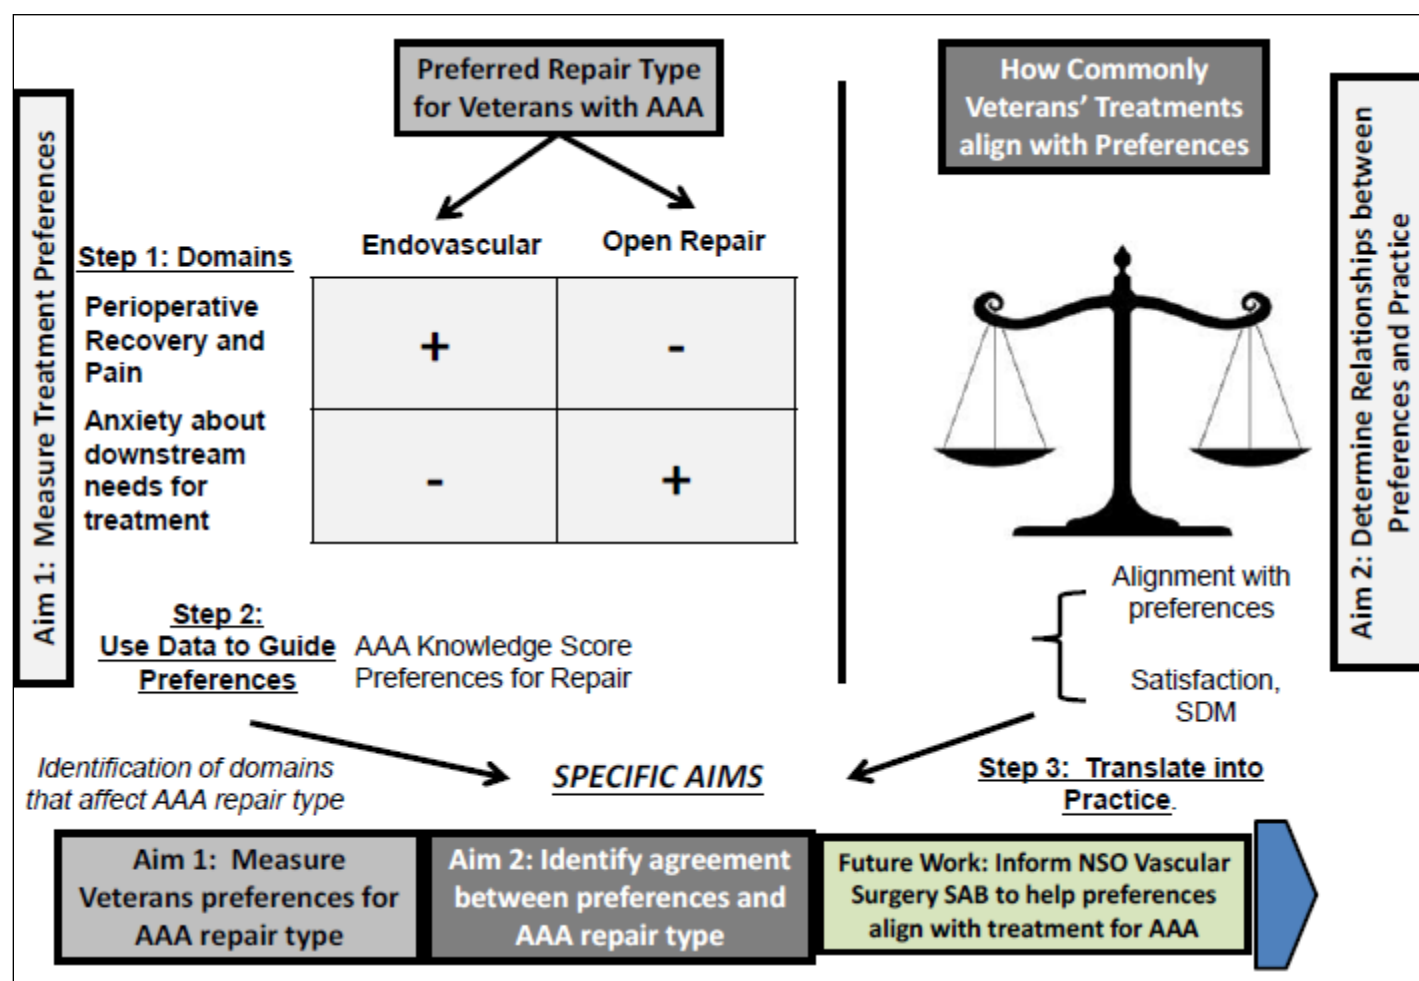 Preferred Repair Type
for Veterans with AAA
How Commonly
Veterans' Treatments
align with Preferences
Aim 1:  Measure Treatment Preferences
Aim 2: Determine Relationships between
Preferences and Practice
Endovascular
Open Repair
Step 1: Domains
Perioperative
Recovery and
Pain
+
-
Anxiety about
downstream
needs for
treatment
-
+
Step 2:
Use Data to Guide
Preferences
AAA Knowledge Score
Preferences for Repair
Alignment with
preferences
Satisfaction,
SDM
Identification of domains
that affect AAA repair type
SPECIFIC AIMS
Step 3:  Translate into
Practice.
Aim 1:  Measure
Veterans preferences for
AAA repair type
Aim 2: Identify agreement
between preferences and
AAA repair type
Future Work: Inform NSO Vascular
Surgery SAB to help preferences
align with treatment for AAA